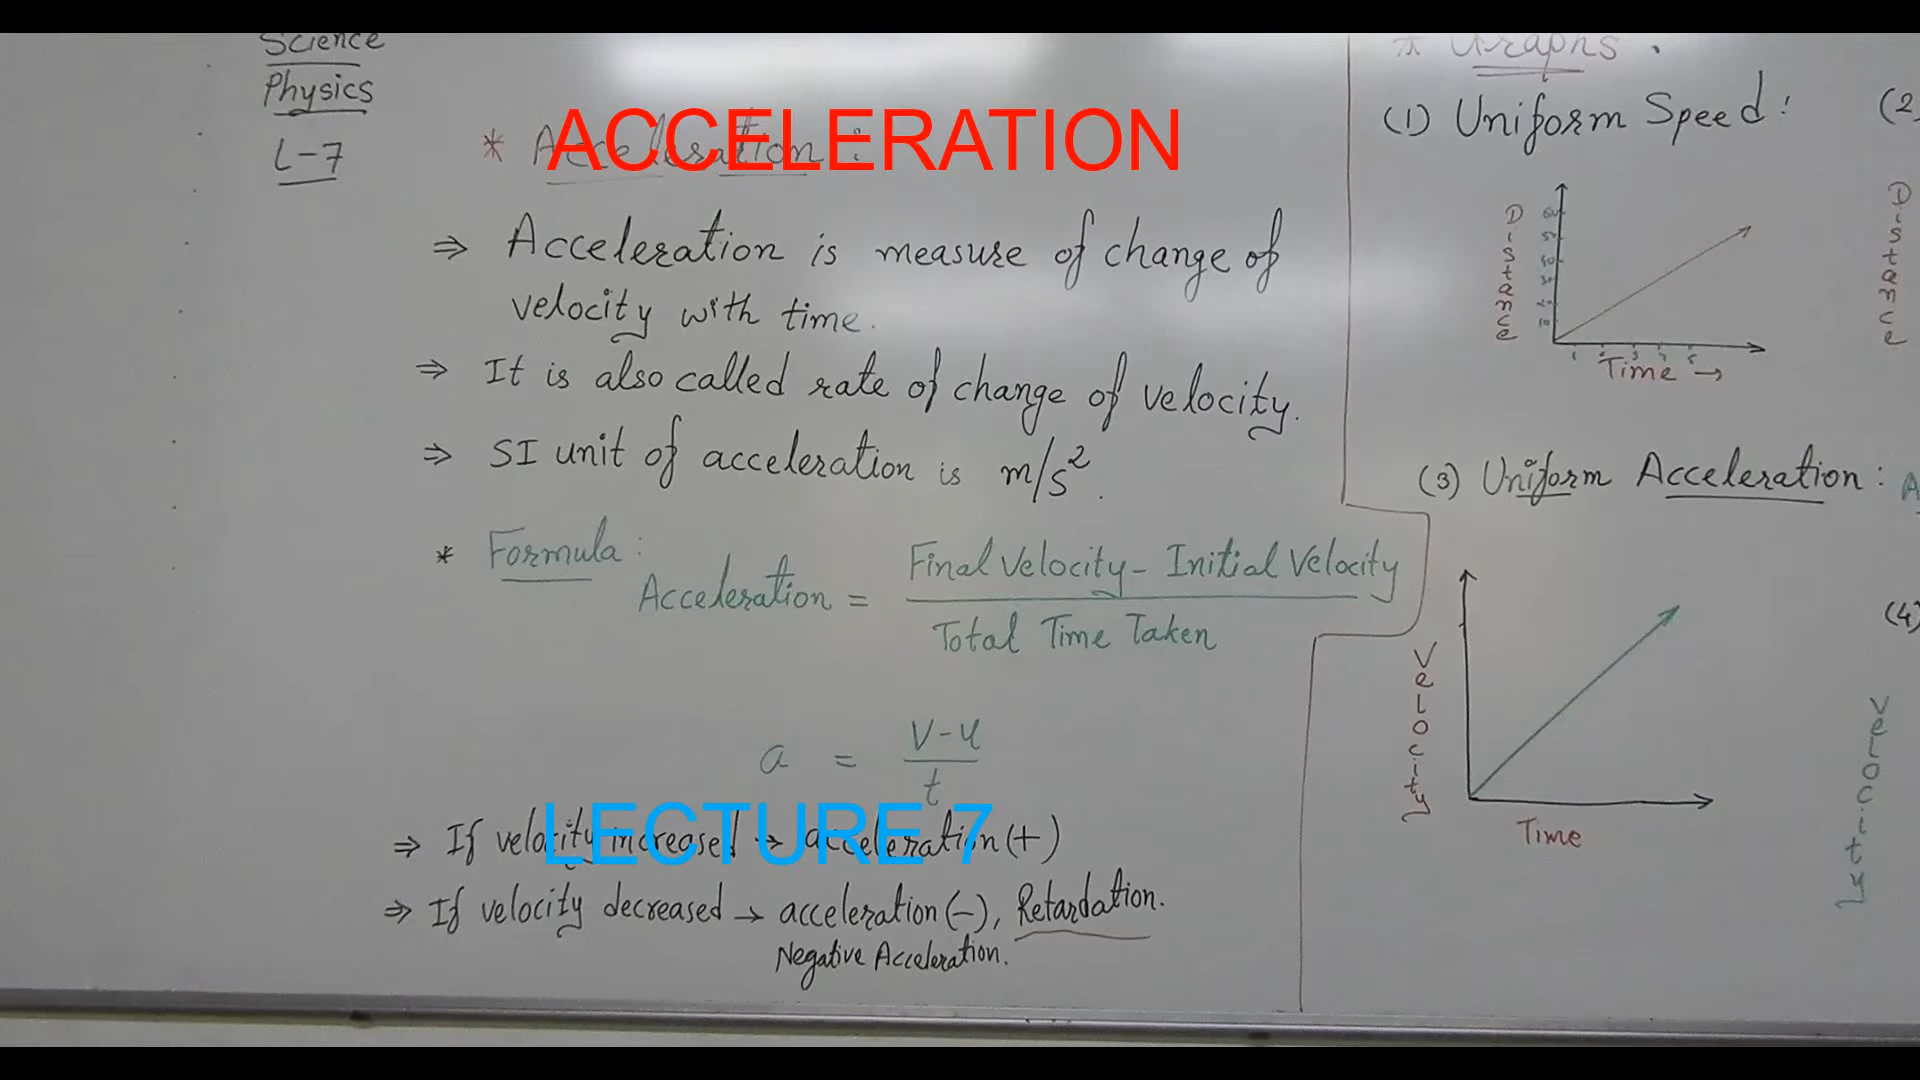 Science
Physics
L-7
ACCELERATION
* Acceleration :
⇒ Acceleration is measure of change of
velocity with time.
⇒ It is also called rate of change of velocity.
⇒ SI unit of acceleration is m/s².
* Formula:
Acceleration = Final Velocity - Initial Velocity
Total Time Taken
a = V-u
t
LECTURE 7
⇒ If velocity increased → acceleration (+)
⇒ If velocity decreased → acceleration (-), Retardation.
Negative Acceleration.
* Graphs.
(1) Uniform Speed:
Distance
Time →
(3) Uniform Acceleration:
Velocity
Time
(2)
Distance
(4)
Velocity